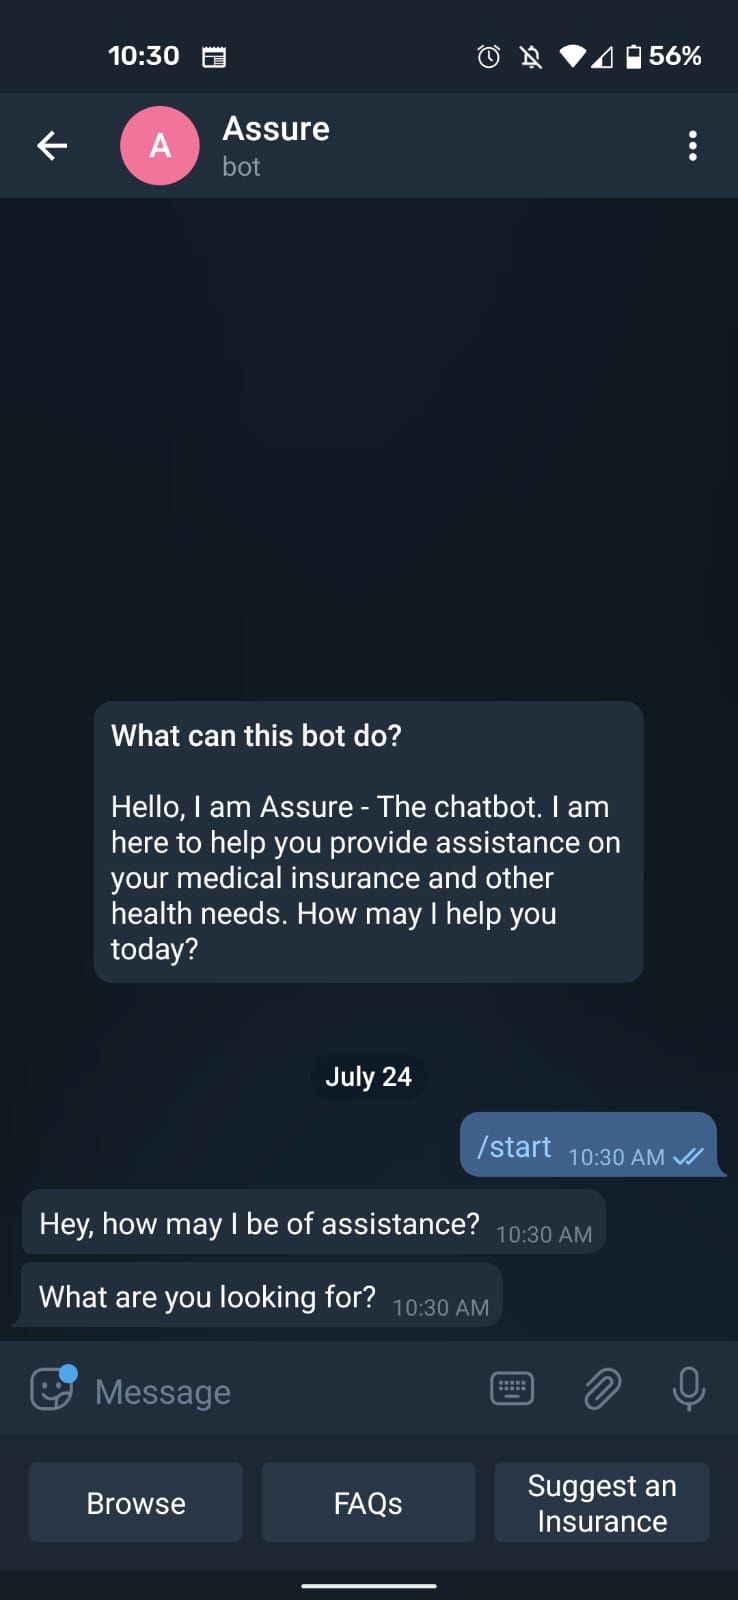 10:30
56%
A
Assure
bot
What can this bot do?
Hello, I am Assure - The chatbot. I am
here to help you provide assistance on
your medical insurance and other
health needs. How may I help you
today?
July 24
/start 10:30 AM
Hey, how may I be of assistance? 10:30 AM
What are you looking for? 10:30 AM
Message
Browse
FAQs
Suggest an
Insurance